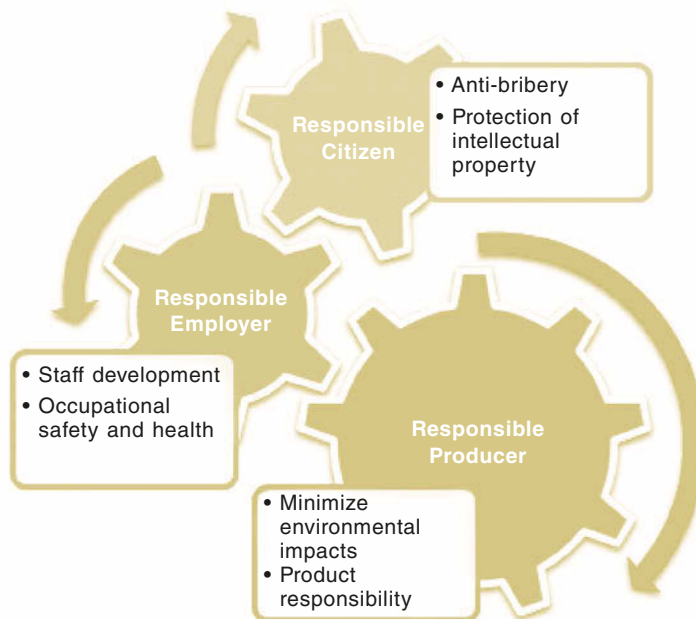 Responsible
Citizen
• Anti-bribery
• Protection of
intellectual
property
Responsible
Employer
• Staff development
• Occupational
safety and health
Responsible
Producer
• Minimize
environmental
impacts
• Product
responsibility